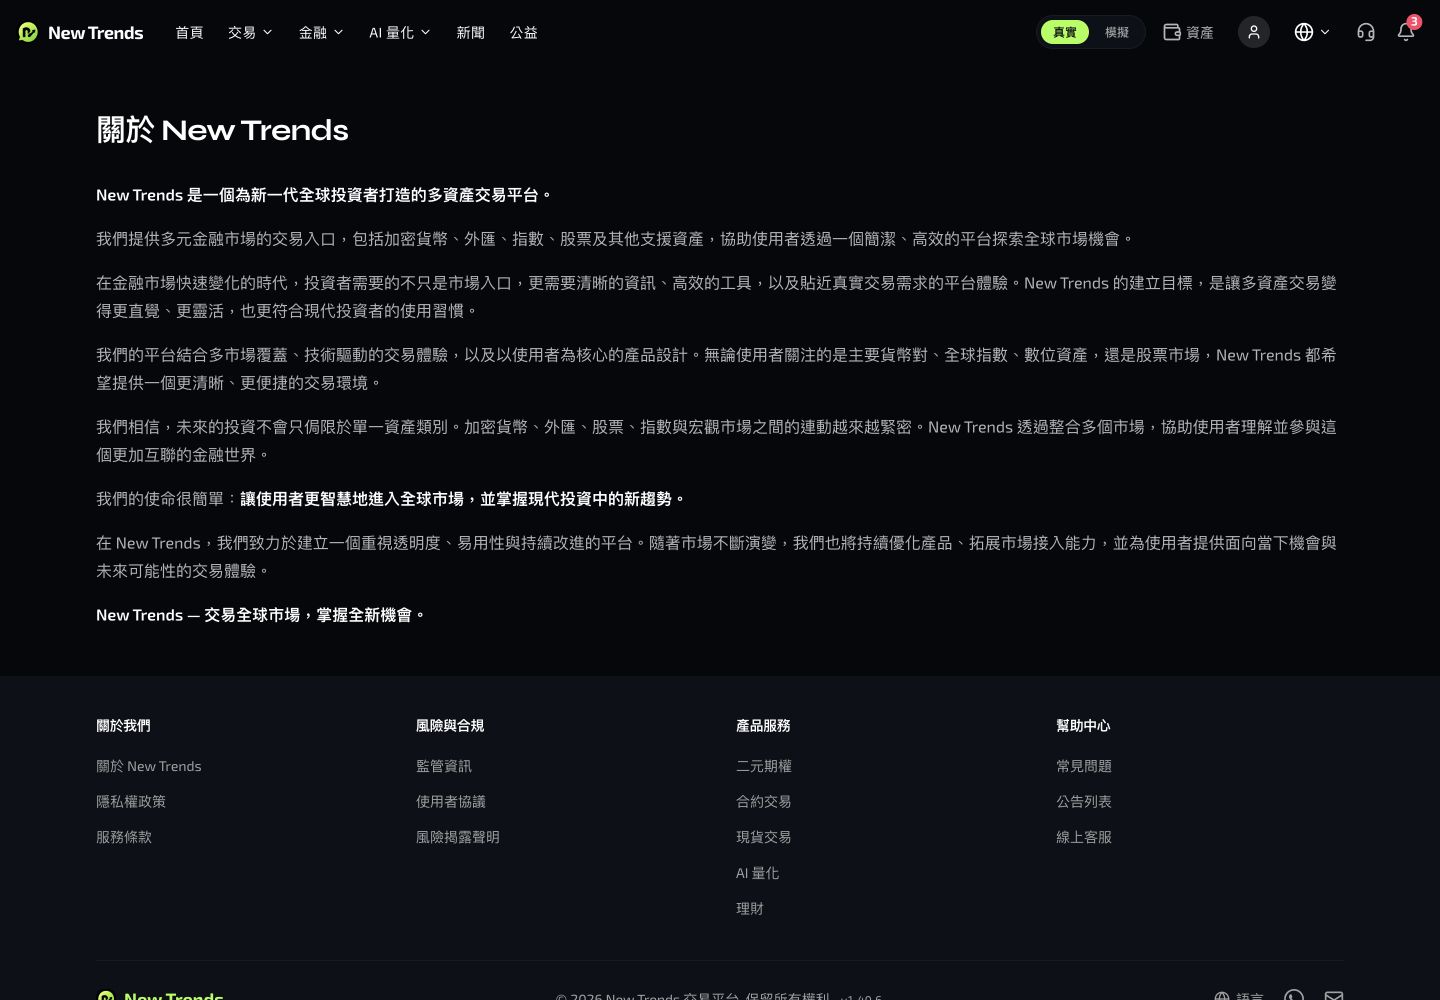 New Trends 首頁 交易 金融 AI 量化 新聞 公益 真實 模擬 資產 3
關於 New Trends
New Trends 是一個為新一代全球投資者打造的多資產交易平台。
我們提供多元金融市場的交易入口，包括加密貨幣、外匯、指數、股票及其他支援資產，協助使用者透過一個簡潔、高效的平台探索全球市場機會。
在金融市場快速變化的時代，投資者需要的不只是市場入口，更需要清晰的資訊、高效的工具，以及貼近真實交易需求的平台體驗。New Trends 的建立目標，是讓多資產交易變
得更直覺、更靈活，也更符合現代投資者的使用習慣。
我們的平台結合多市場覆蓋、技術驅動的交易體驗，以及以使用者為核心的產品設計。無論使用者關注的是主要貨幣對、全球指數、數位資產，還是股票市場，New Trends 都希
望提供一個更清晰、更便捷的交易環境。
我們相信，未來的投資不會只侷限於單一資產類別。加密貨幣、外匯、股票、指數與宏觀市場之間的連動越來越緊密。New Trends 透過整合多個市場，協助使用者理解並參與這
個更加互聯的金融世界。
我們的使命很簡單：讓使用者更智慧地進入全球市場，並掌握現代投資中的新趨勢。
在 New Trends，我們致力於建立一個重視透明度、易用性與持續改進的平台。隨著市場不斷演變，我們也將持續優化產品、拓展市場接入能力，並為使用者提供面向當下機會與
未來可能性的交易體驗。
New Trends — 交易全球市場，掌握全新機會。
關於我們 風險與合規 產品服務 幫助中心
關於 New Trends 監管資訊 二元期權 常見問題
隱私權政策 使用者協議 合約交易 公告列表
服務條款 風險揭露聲明 現貨交易 線上客服
AI 量化
理財
New Trends © 2026 New Trends 交易平台. 保留所有權利. v1.49.6 語言